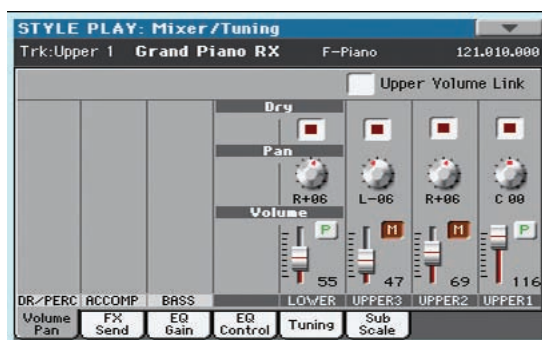 STYLE PLAY: Mixer/Tuning
Trk:Upper 1 Grand Piano RX F-Piano 121.010.000
Upper Volume Link
Dry
Pan
R+06 L-06 R+06 C 00
Volume
P M M P
55 47 69 116
DR/PERC ACCOMP BASS LOWER UPPER3 UPPER2 UPPER1
Volume Pan FX Send EQ Gain EQ Control Tuning Sub Scale